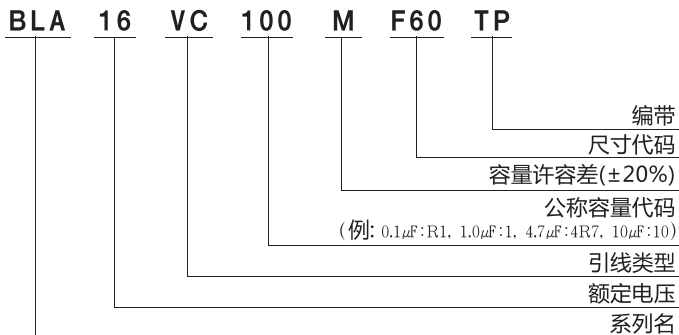 BLA 16 VC 100 M F60 TP
编带
尺寸代码
容量许容差(±20%)
公称容量代码
(例: 0.1μF:R1, 1.0μF:1, 4.7μF:4R7, 10μF:10)
引线类型
额定电压
系列名